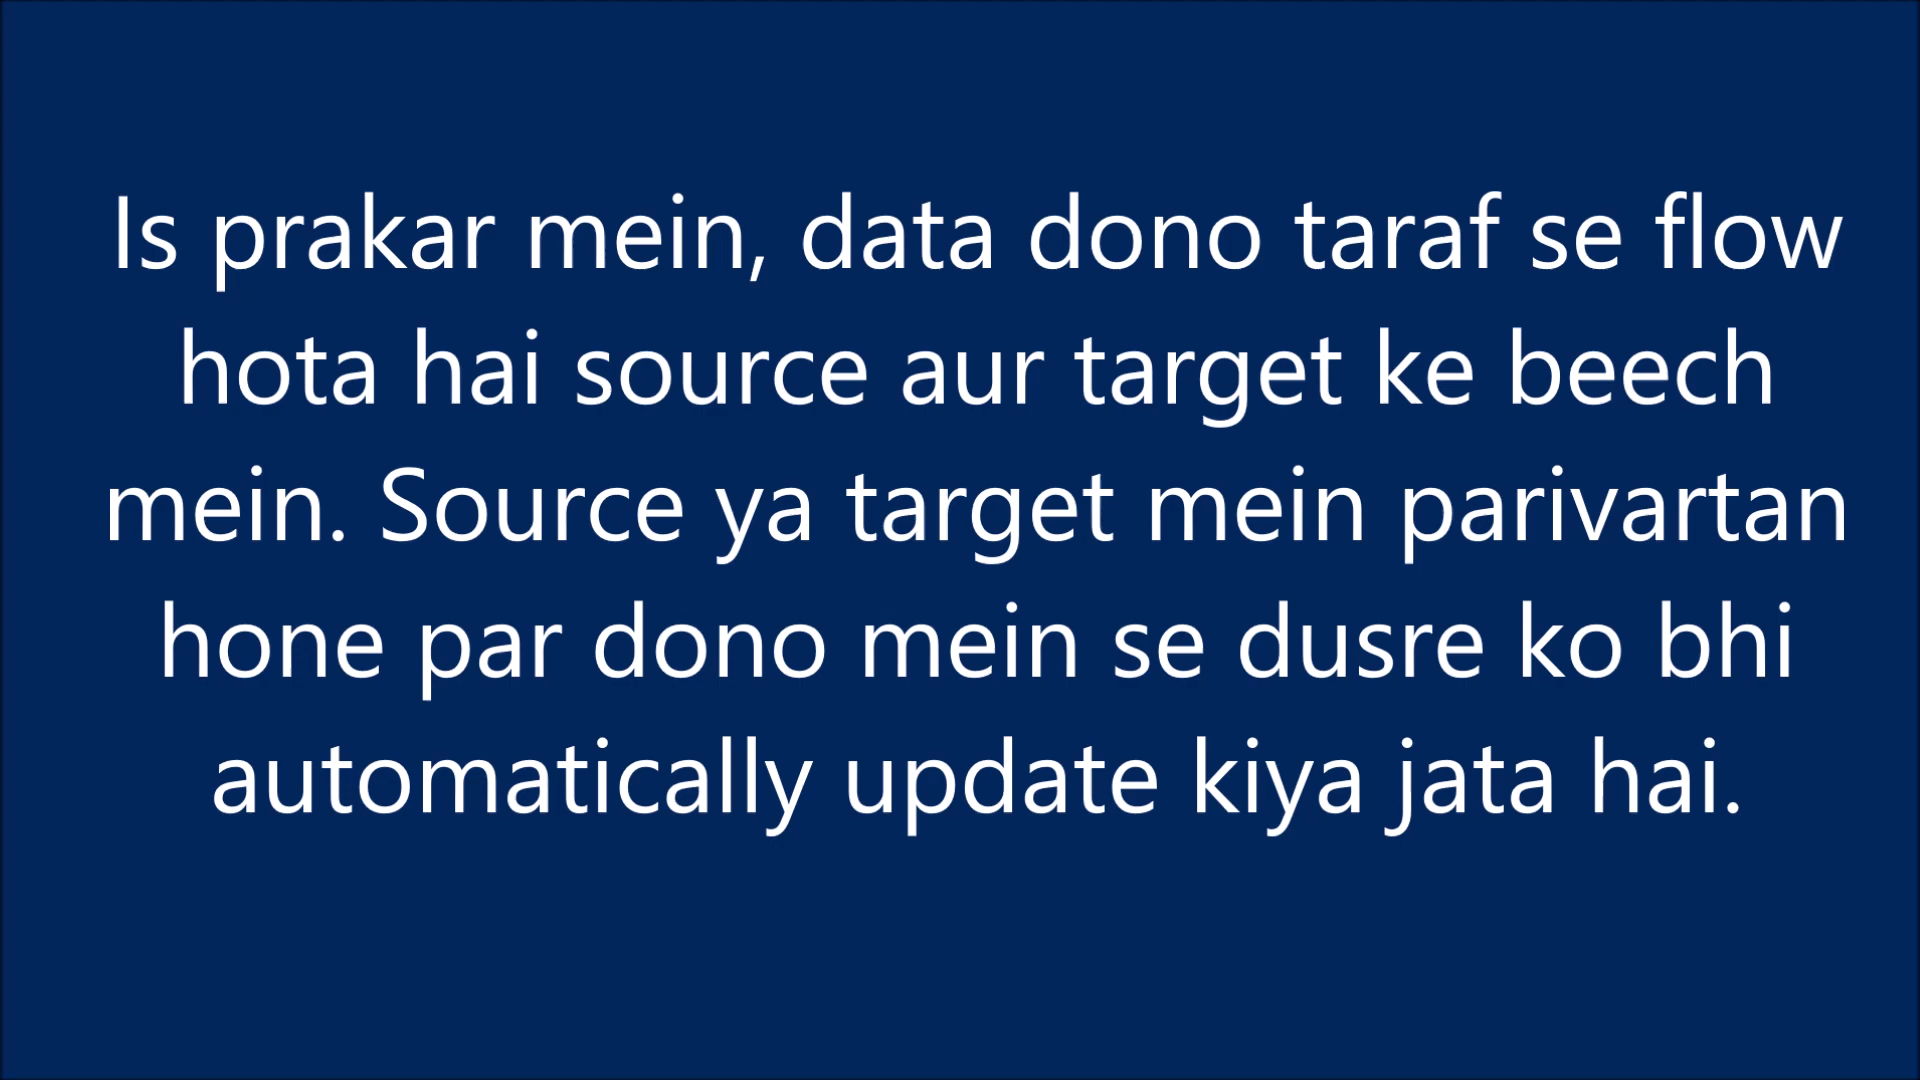 Is prakar mein, data dono taraf se flow
hota hai source aur target ke beech
mein. Source ya target mein parivartan
hone par dono mein se dusre ko bhi
automatically update kiya jata hai.